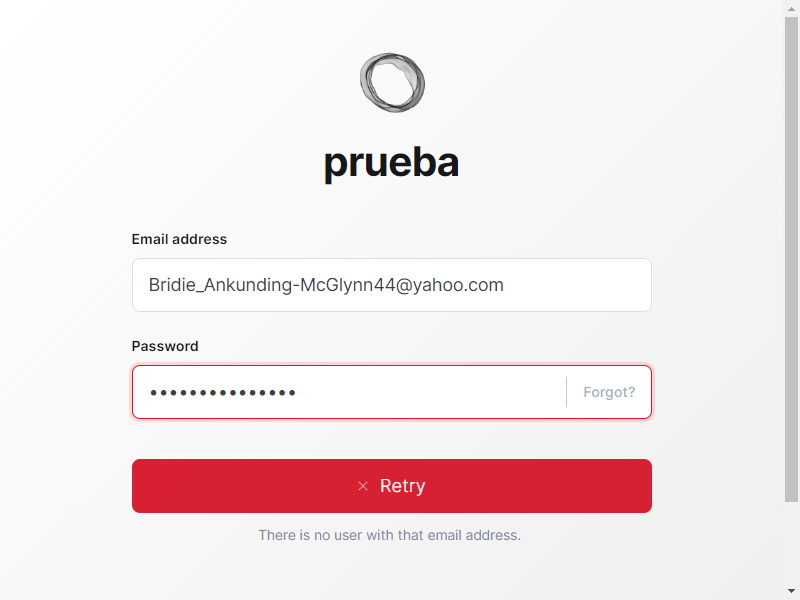 prueba
Email address
Bridie_Ankunding-McGlynn44@yahoo.com
Password
•••••••••••••••
Forgot?
× Retry
There is no user with that email address.